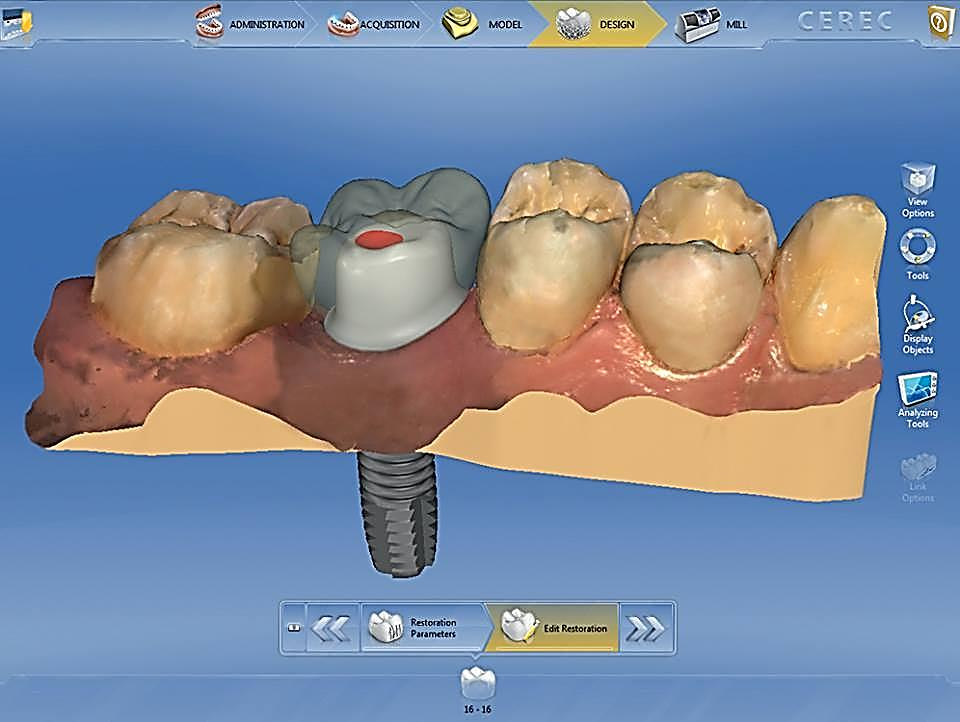 ADMINISTRATION
ACQUISITION
MODEL
DESIGN
MILL
CEREC
View
Options
Tools
Display
Objects
Analyzing
Tools
Link
Options
Restoration
Parameters
Edit Restoration
16 - 16